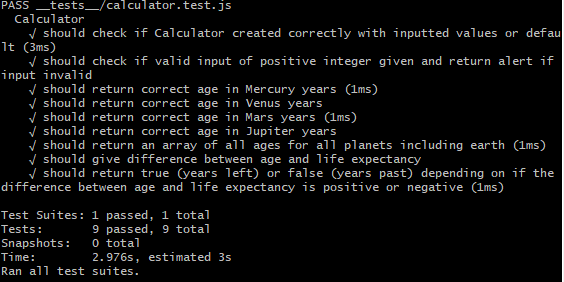 PASS __tests__/calculator.test.js
  Calculator
    √ should check if Calculator created correctly with inputted values or defau
lt (3ms)
    √ should check if valid input of positive integer given and return alert if
input invalid
    √ should return correct age in Mercury years (1ms)
    √ should return correct age in Venus years
    √ should return correct age in Mars years (1ms)
    √ should return correct age in Jupiter years
    √ should return an array of all ages for all planets including earth (1ms)
    √ should give difference between age and life expectancy
    √ should return true (years left) or false (years past) depending on if the
difference between age and life expectancy is positive or negative (1ms)
Test Suites: 1 passed, 1 total
Tests:       9 passed, 9 total
Snapshots:   0 total
Time:        2.976s, estimated 3s
Ran all test suites.